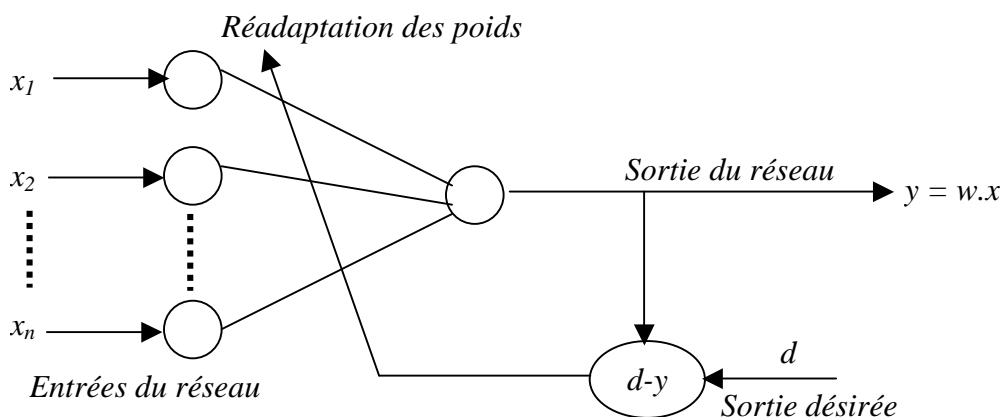 Réadaptation des poids
x1
x2
Sortie du réseau
y = w.x
xn
Entrées du réseau
d-y
d
Sortie désirée